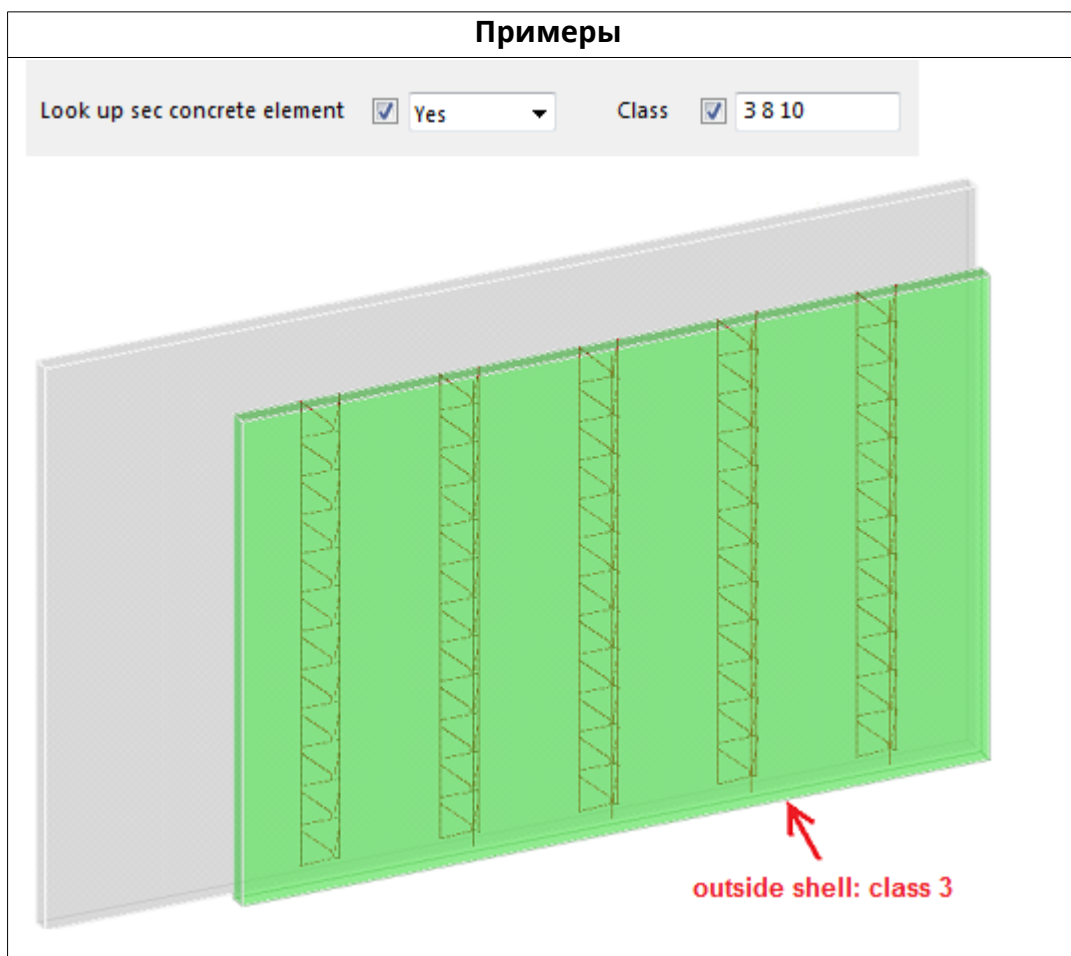 Примеры
Look up sec concrete element Yes Class 3 8 10
outside shell: class 3